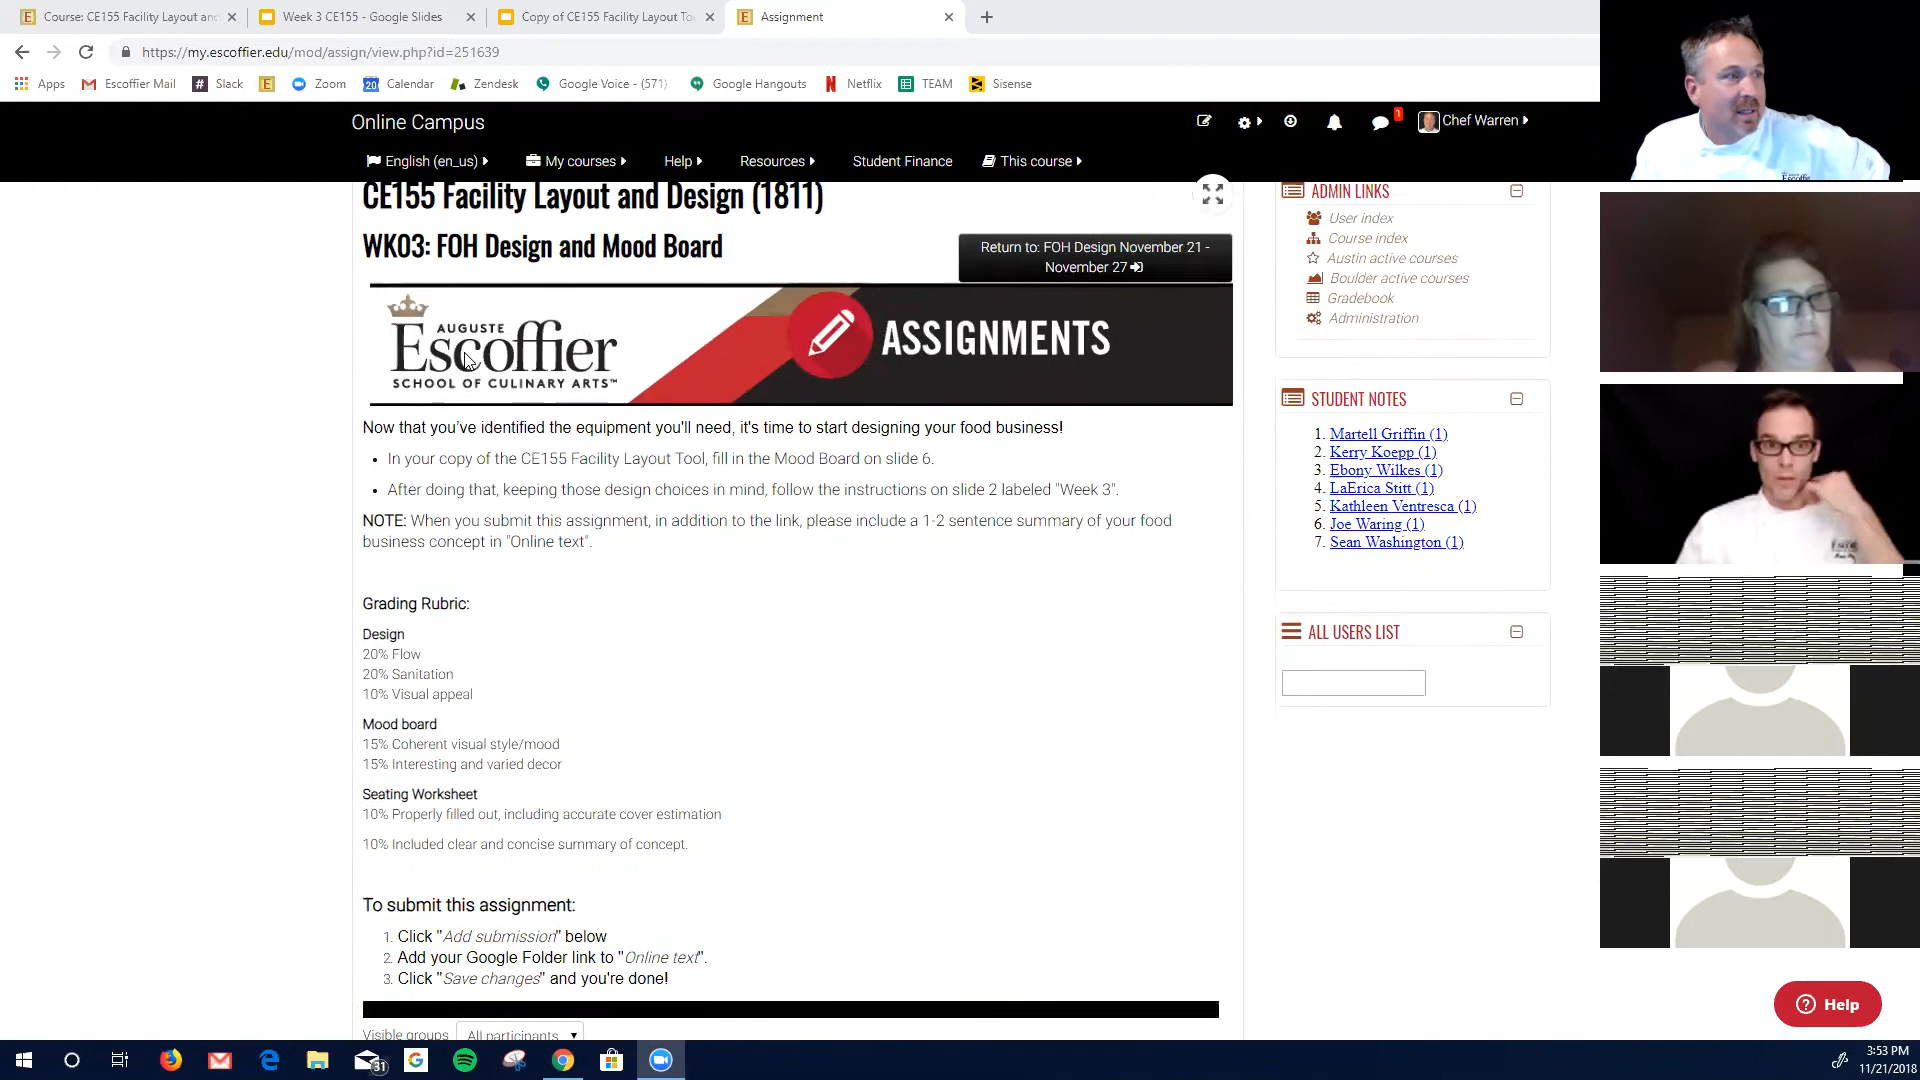 Course: CE155 Facility Layout an
Week 3 CE155 - Google Slides
Copy of CE155 Facility Layout To
Assignment
https://my.escoffier.edu/mod/assign/view.php?id=251639
Apps
Escoffier Mail
Slack
Zoom
20 Calendar
Zendesk
Google Voice - (571)
Google Hangouts
Netflix
TEAM
Sisense
Online Campus
1
Chef Warren
English (en_us)
My courses
Help
Resources
Student Finance
This course
CE155 Facility Layout and Design (1811)
WK03: FOH Design and Mood Board
Return to: FOH Design November 21 -
November 27
AUGUSTE
Escoffier
SCHOOL OF CULINARY ARTS™
ASSIGNMENTS
Now that you've identified the equipment you'll need, it's time to start designing your food business!
• In your copy of the CE155 Facility Layout Tool, fill in the Mood Board on slide 6.
• After doing that, keeping those design choices in mind, follow the instructions on slide 2 labeled "Week 3".
NOTE: When you submit this assignment, in addition to the link, please include a 1-2 sentence summary of your food
business concept in "Online text".
Grading Rubric:
Design
20% Flow
20% Sanitation
10% Visual appeal
Mood board
15% Coherent visual style/mood
15% Interesting and varied decor
Seating Worksheet
10% Properly filled out, including accurate cover estimation
10% Included clear and concise summary of concept.
To submit this assignment:
1. Click "Add submission" below
2. Add your Google Folder link to "Online text".
3. Click "Save changes" and you're done!
Visible groups All participants
ADMIN LINKS
User index
Course index
Austin active courses
Boulder active courses
Gradebook
Administration
STUDENT NOTES
1. Martell Griffin (1)
2. Kerry Koepp (1)
3. Ebony Wilkes (1)
4. LaErica Stitt (1)
5. Kathleen Ventresca (1)
6. Joe Waring (1)
7. Sean Washington (1)
ALL USERS LIST
Help
31
3:53 PM
11/21/2018